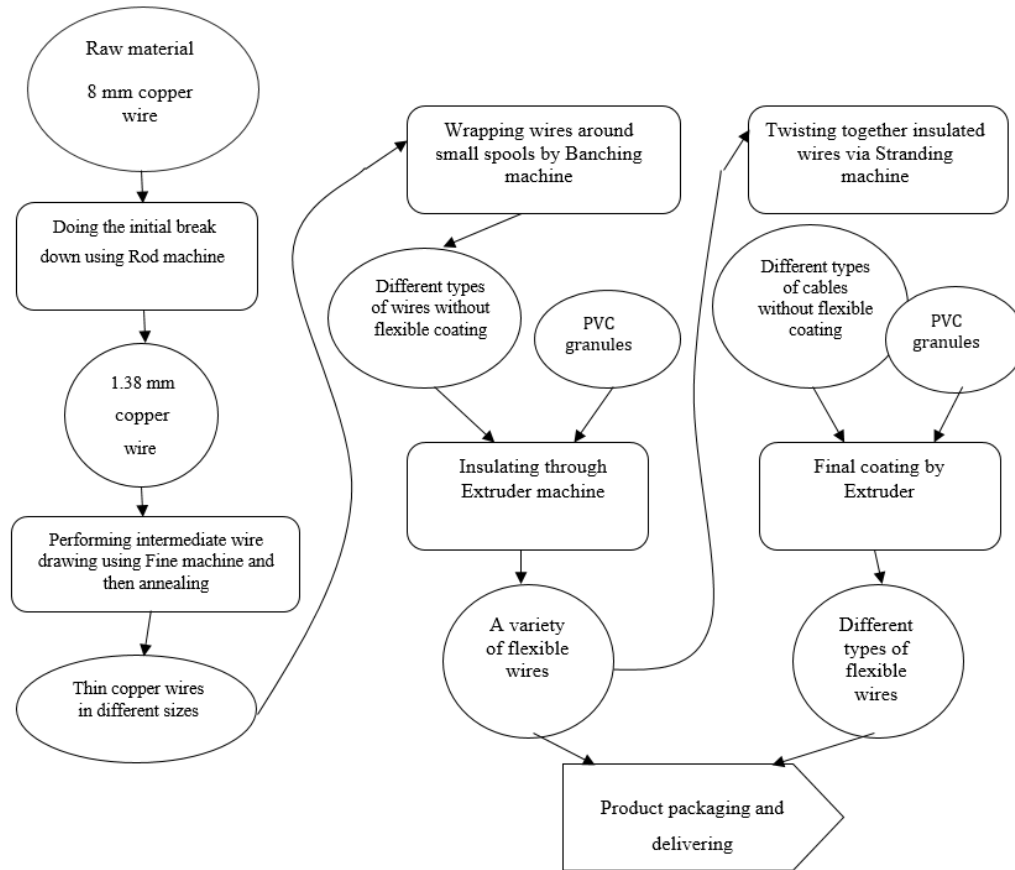 Raw material
8 mm copper
wire
Doing the initial break
down using Rod machine
1.38 mm
copper
wire
Performing intermediate wire
drawing using Fine machine and
then annealing
Thin copper wires
in different sizes
Wrapping wires around
small spools by Banching
machine
Different types
of wires without
flexible coating
PVC
granules
Insulating through
Extruder machine
A variety
of flexible
wires
Twisting together insulated
wires via Stranding
machine
Different types
of cables
without flexible
coating
PVC
granules
Final coating by
Extruder
Different
types of
flexible
wires
Product packaging and
delivering